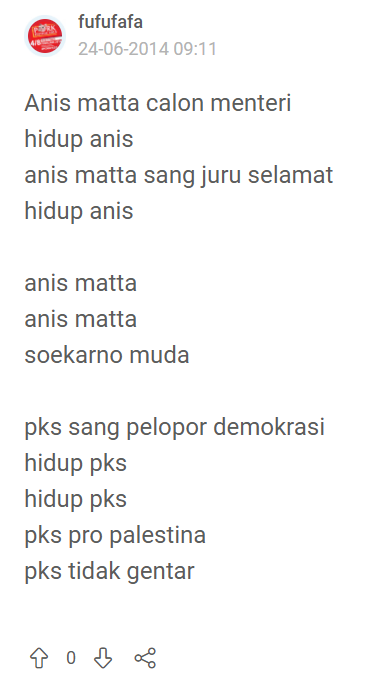 fufufafa
24-06-2014 09:11
Anis matta calon menteri
hidup anis
anis matta sang juru selamat
hidup anis
anis matta
anis matta
soekarno muda
pks sang pelopor demokrasi
hidup pks
hidup pks
pks pro palestina
pks tidak gentar
0